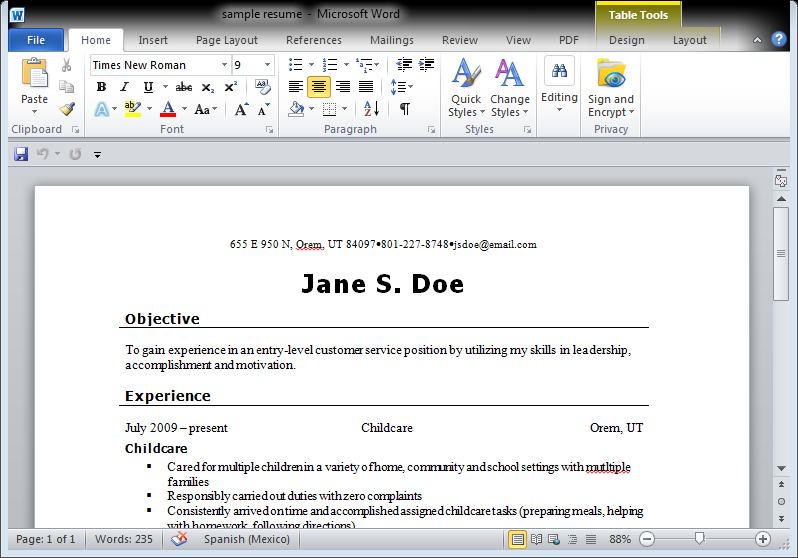 sample resume - Microsoft Word
Table Tools
File Home Insert Page Layout References Mailings Review View PDF Design Layout
Times New Roman 9
Paste
B I U abc x₂ x²
A ab A Aa A A
Quick Styles
Change Styles
Editing
Sign and Encrypt
Clipboard Font Paragraph Styles Privacy
655 E 950 N, Orem, UT 84097•801-227-8748•jsdoe@email.com
Jane S. Doe
Objective
To gain experience in an entry-level customer service position by utilizing my skills in leadership,
accomplishment and motivation.
Experience
July 2009 – present Childcare Orem, UT
Childcare
▪ Cared for multiple children in a variety of home, community and school settings with mutltiple
families
▪ Responsibly carried out duties with zero complaints
▪ Consistently arrived on time and accomplished assigned childcare tasks (preparing meals, helping
with homework, following directions)
Page: 1 of 1 Words: 235 Spanish (Mexico) 88%